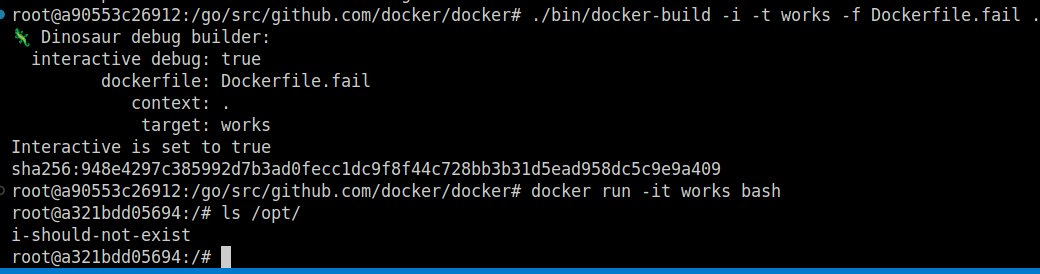 root@a90553c26912:/go/src/github.com/docker/docker# ./bin/docker-build -i -t works -f Dockerfile.fail .
🦎 Dinosaur debug builder:
  interactive debug: true
         dockerfile: Dockerfile.fail
            context: .
             target: works
Interactive is set to true
sha256:948e4297c385992d7b3ad0fecc1dc9f8f44c728bb3b31d5ead958dc5c9e9a409
root@a90553c26912:/go/src/github.com/docker/docker# docker run -it works bash
root@a321bdd05694:/# ls /opt/
i-should-not-exist
root@a321bdd05694:/#